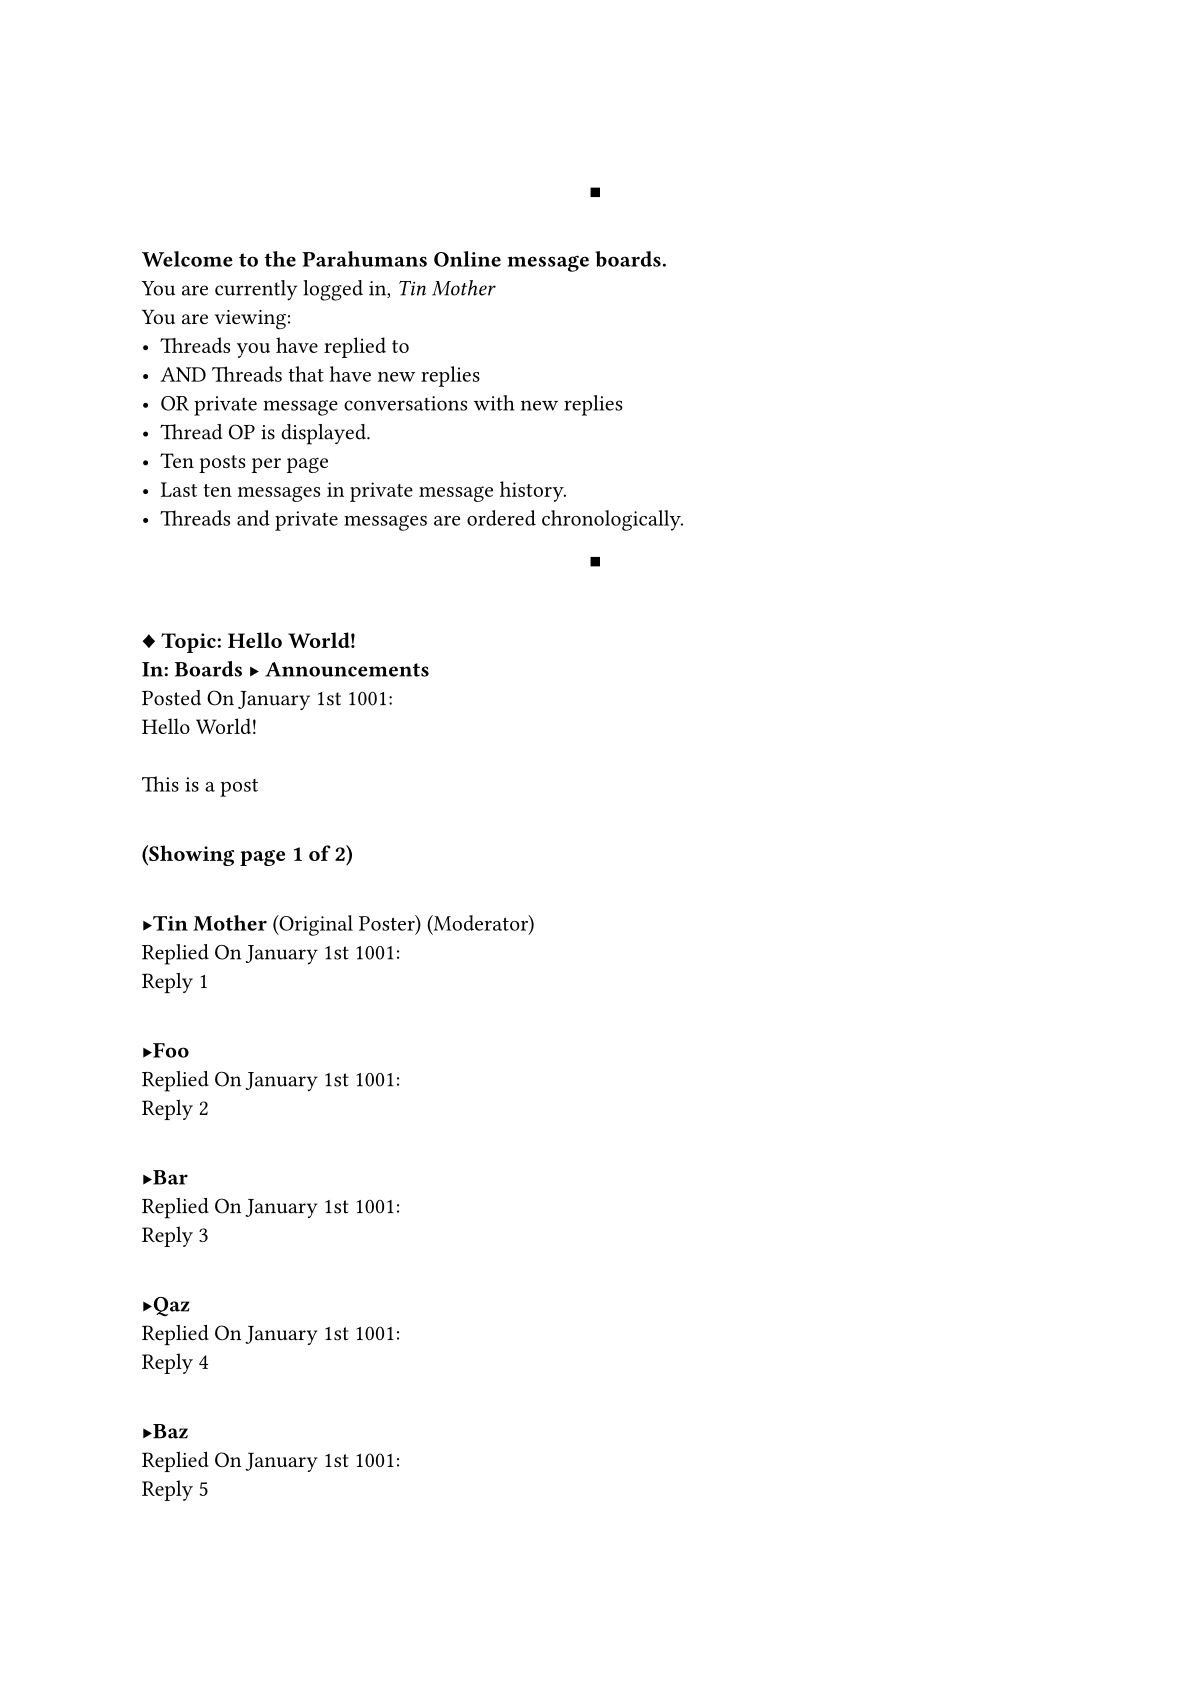 ■
Welcome to the Parahumans Online message boards.
You are currently logged in, Tin Mother
You are viewing:
• Threads you have replied to
• AND Threads that have new replies
• OR private message conversations with new replies
• Thread OP is displayed.
• Ten posts per page
• Last ten messages in private message history.
• Threads and private messages are ordered chronologically.
■
◆ Topic: Hello World!
In: Boards ▸ Announcements
Posted On January 1st 1001:
Hello World!
This is a post
(Showing page 1 of 2)
▸Tin Mother (Original Poster) (Moderator)
Replied On January 1st 1001:
Reply 1
▸Foo
Replied On January 1st 1001:
Reply 2
▸Bar
Replied On January 1st 1001:
Reply 3
▸Qaz
Replied On January 1st 1001:
Reply 4
▸Baz
Replied On January 1st 1001:
Reply 5